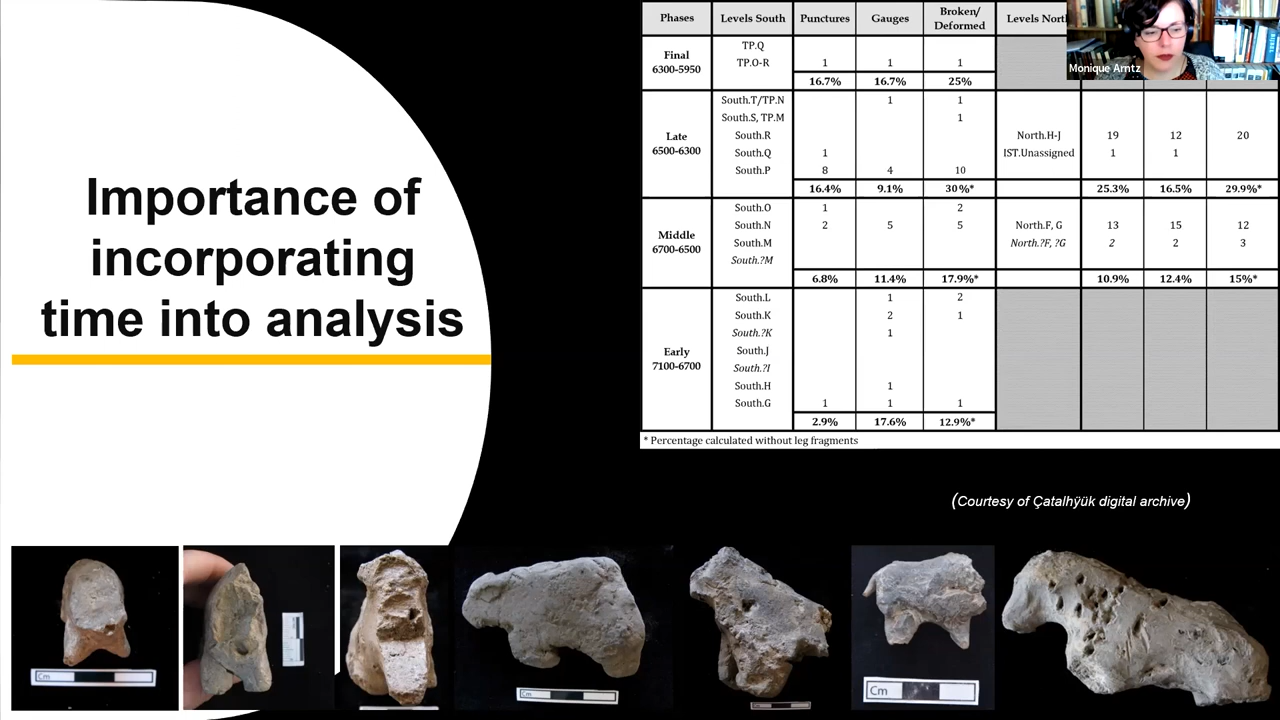 Importance of
incorporating
time into analysis
Phases Levels South Punctures Gauges Broken/ Deformed Levels
Final 6300-5950
TP.Q
TP.O-R 1 1 1
16.7% 16.7% 25%
Late 6500-6300
South.T/TP.N 1 1
South.S, TP.M 1
South.R North.H-J 19 12 20
South.Q 1 IST.Unassigned 1 1
South.P 8 4 10
16.4% 9.1% 30%* 25.3% 16.5% 29.9%*
Middle 6700-6500
South.O 1 2
South.N 2 5 5 North.F, G 13 15 12
South.M North.?F, ?G 2 2 3
South.?M
6.8% 11.4% 17.9%* 10.9% 12.4% 15%*
Early 7100-6700
South.L 1 2
South.K 2 1
South.?K 1
South.J
South.?I
South.H 1
South.G 1 1 1
2.9% 17.6% 12.9%*
* Percentage calculated without leg fragments
Monique Arntz
(Courtesy of Çatalhÿük digital archive)
Cm
Cm
Cm
Cm